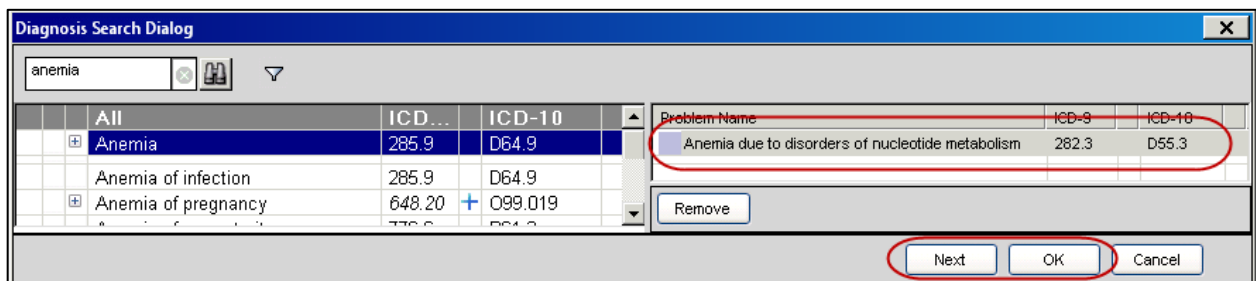 Diagnosis Search Dialog
anemia
All ICD... ICD-10
Anemia 285.9 D64.9
Anemia of infection 285.9 D64.9
Anemia of pregnancy 648.20 O99.019
Problem Name ICD-9 ICD-10
Anemia due to disorders of nucleotide metabolism 282.3 D55.3
Remove
Next OK Cancel